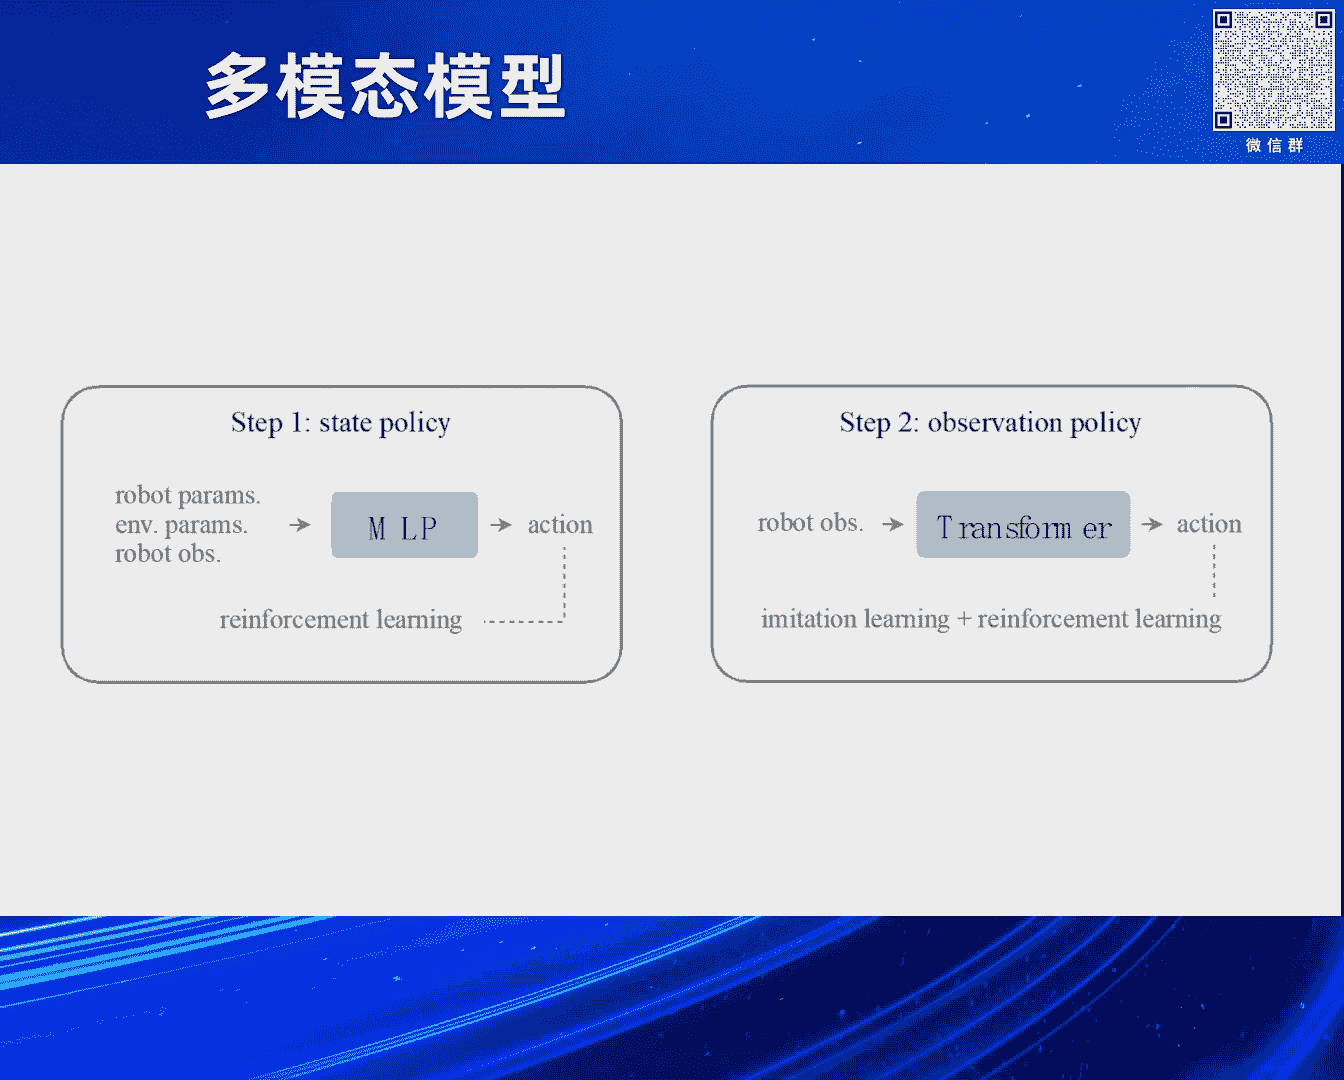 多模态模型
微信群
Step 1: state policy
robot params.
env. params.
robot obs.
MLP
action
reinforcement learning
Step 2: observation policy
robot obs.
Transformer
action
imitation learning + reinforcement learning